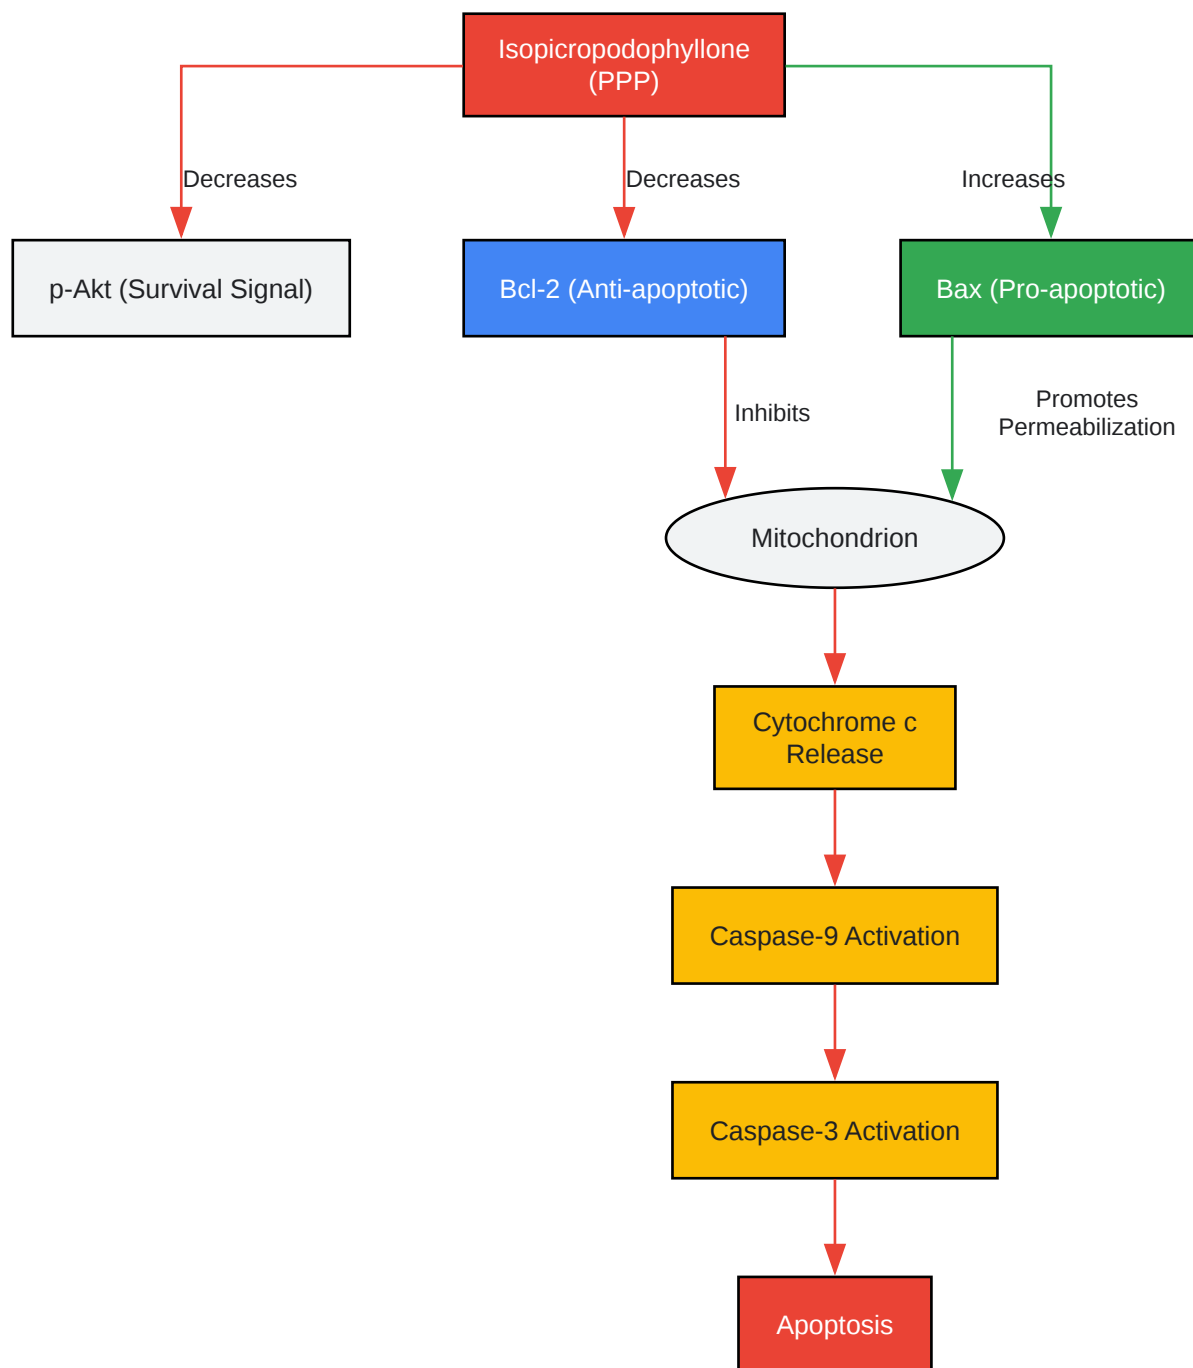 Isopicropodophyllone
(PPP)
Decreases
Decreases
Increases
p-Akt (Survival Signal)
Bcl-2 (Anti-apoptotic)
Bax (Pro-apoptotic)
Inhibits
Promotes
Permeabilization
Mitochondrion
Cytochrome c
Release
Caspase-9 Activation
Caspase-3 Activation
Apoptosis